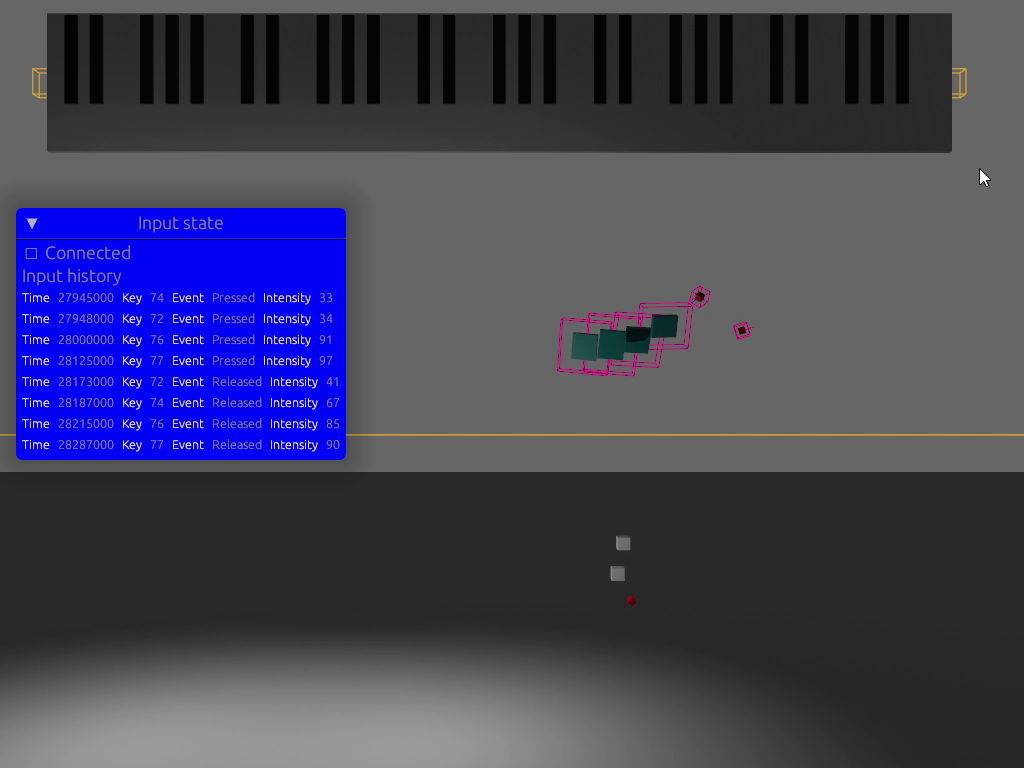 ▼ Input state
☐ Connected
Input history
Time 27945000 Key 74 Event Pressed Intensity 33
Time 27948000 Key 72 Event Pressed Intensity 34
Time 28000000 Key 76 Event Pressed Intensity 91
Time 28125000 Key 77 Event Pressed Intensity 97
Time 28173000 Key 72 Event Released Intensity 41
Time 28187000 Key 74 Event Released Intensity 67
Time 28215000 Key 76 Event Released Intensity 85
Time 28287000 Key 77 Event Released Intensity 90